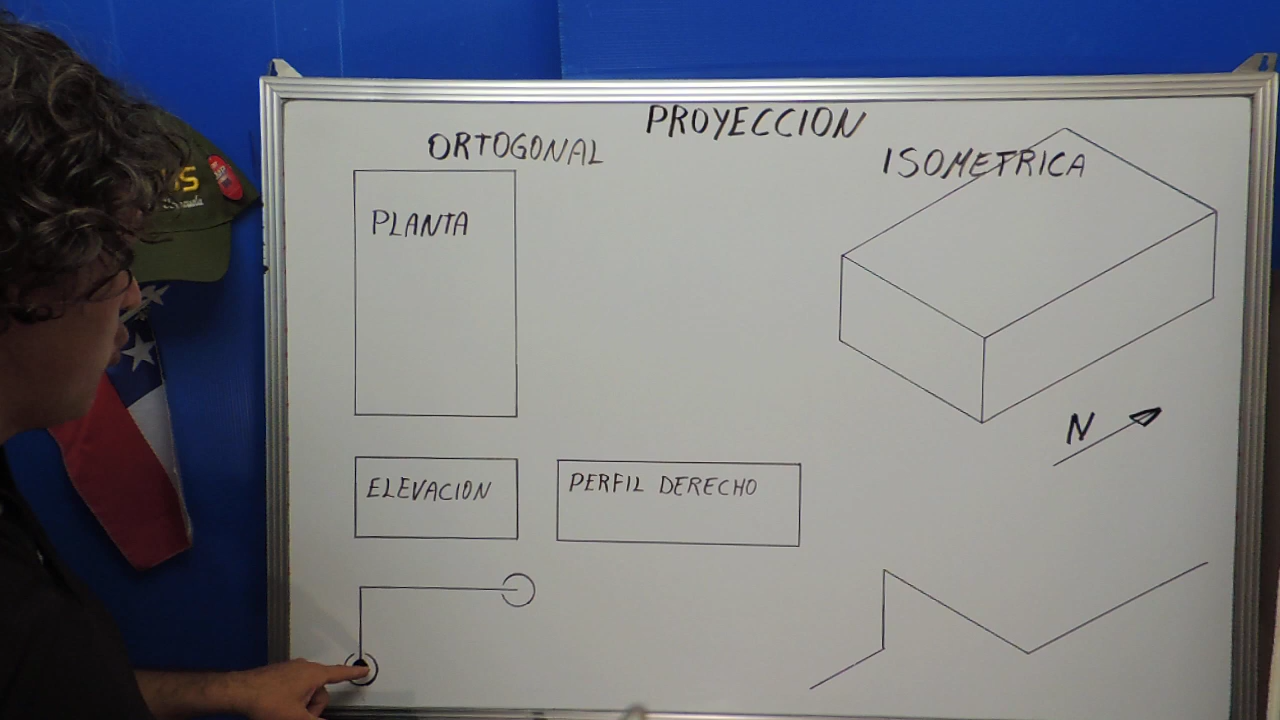 PROYECCION
ORTOGONAL
ISOMETRICA
PLANTA
ELEVACION
PERFIL DERECHO
N